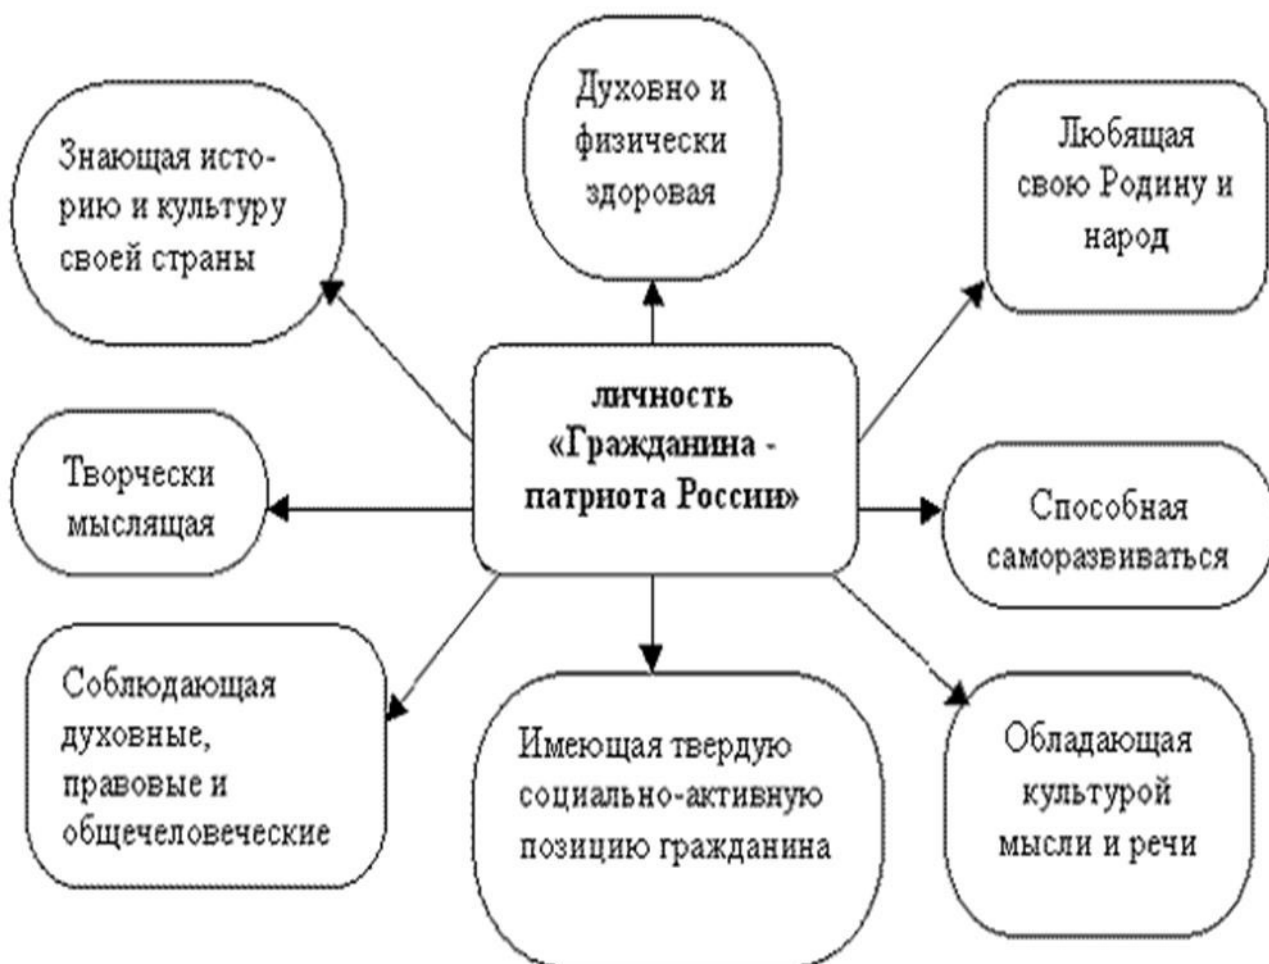 Духовно и
физически
здоровая
Знающая исто-
рию и культуру
своей страны
Любящая
свою Родину и
народ
личность
«Гражданина -
патриота России»
Творчески
мыслящая
Способная
саморазвиваться
Соблюдающая
духовные,
правовые и
общечеловеческие
Имеющая твердую
социально-активную
позицию гражданина
Обладающая
культурой
мысли и речи